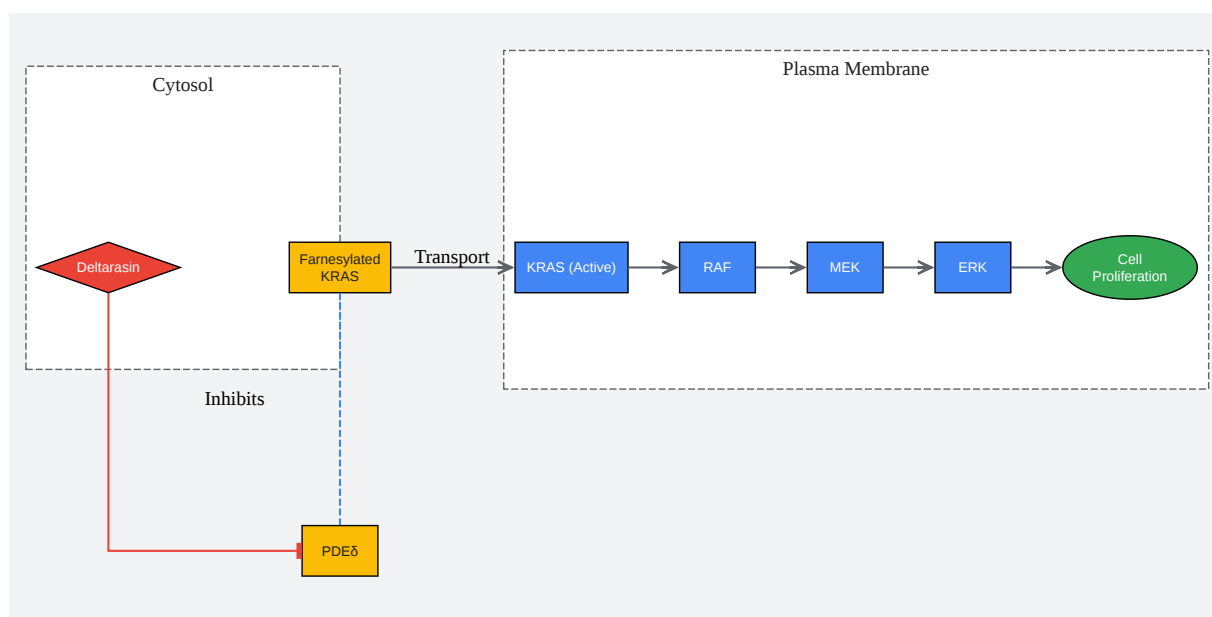 Cytosol
Plasma Membrane
Deltarasin
Farnesylated
KRAS
Transport
KRAS (Active)
RAF
MEK
ERK
Cell
Proliferation
Inhibits
PDEδ